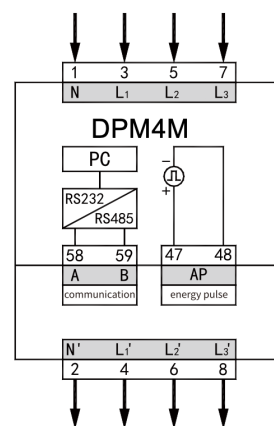 1 3 5 7
N L1 L2 L3
DPM4M
PC
RS232
RS485
58 59 47 48
A B AP
communication energy pulse
N' L1' L2' L3'
2 4 6 8